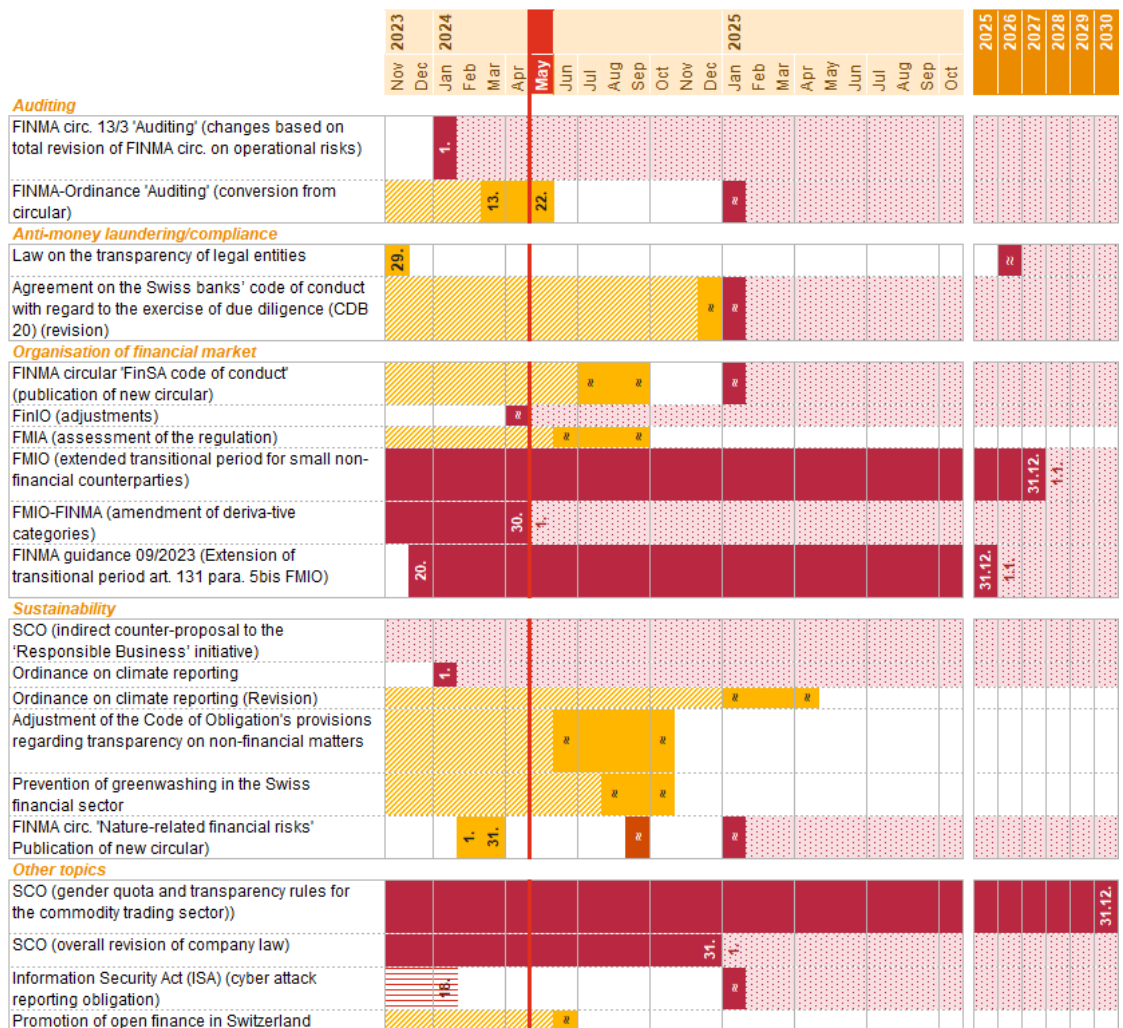 2023 2024 2025 2025 2026 2027 2028 2029 2030
Nov Dec Jan Feb Mar Apr May Jun Jul Aug Sep Oct Nov Dec Jan Feb Mar Apr May Jun Jul Aug Sep Oct
Auditing
FINMA circ. 13/3 'Auditing' (changes based on
total revision of FINMA circ. on operational risks)
1.
FINMA-Ordinance 'Auditing' (conversion from
circular)
13. 22. ≈
Anti-money laundering/compliance
Law on the transparency of legal entities
29. ≈
Agreement on the Swiss banks' code of conduct
with regard to the exercise of due diligence (CDB
20) (revision)
≈ ≈
Organisation of financial market
FINMA circular 'FinSA code of conduct'
(publication of new circular)
≈ ≈ ≈
FinIO (adjustments)
≈
FMIA (assessment of the regulation)
≈ ≈
FMIO (extended transitional period for small non-
financial counterparties)
31.12. 1.1.
FMIO-FINMA (amendment of deriva-tive
categories)
30. 1.
FINMA guidance 09/2023 (Extension of
transitional period art. 131 para. 5bis FMIO)
20. 31.12. 1.1.
Sustainability
SCO (indirect counter-proposal to the
'Responsible Business' initiative)
Ordinance on climate reporting
1.
Ordinance on climate reporting (Revision)
≈ ≈
Adjustment of the Code of Obligation's provisions
regarding transparency on non-financial matters
≈ ≈
Prevention of greenwashing in the Swiss
financial sector
≈ ≈
FINMA circ. 'Nature-related financial risks'
Publication of new circular)
1. 31. ≈ ≈
Other topics
SCO (gender quota and transparency rules for
the commodity trading sector))
31.12.
SCO (overall revision of company law)
31. 1.
Information Security Act (ISA) (cyber attack
reporting obligation)
18. ≈
Promotion of open finance in Switzerland
≈